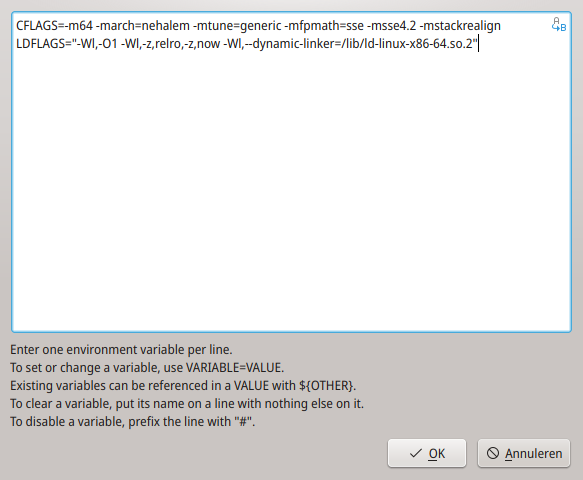 CFLAGS=-m64 -march=nehalem -mtune=generic -mfpmath=sse -msse4.2 -mstackrealign
LDFLAGS="-Wl,-O1 -Wl,-z,relro,-z,now -Wl,--dynamic-linker=/lib/ld-linux-x86-64.so.2"
Enter one environment variable per line.
To set or change a variable, use VARIABLE=VALUE.
Existing variables can be referenced in a VALUE with ${OTHER}.
To clear a variable, put its name on a line with nothing else on it.
To disable a variable, prefix the line with "#".
OK
Annuleren